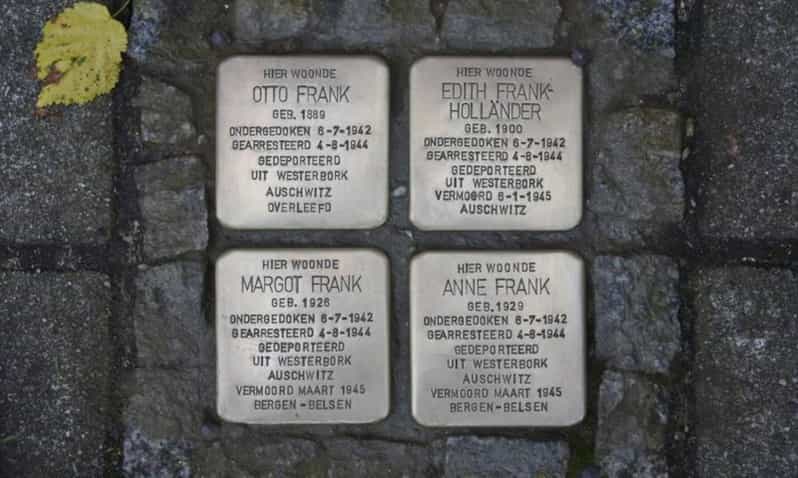 HIER WOONDE
OTTO FRANK
GEB. 1889
ONDERGEDOKEN 6-7-1942
GEARRESTEERD 4-8-1944
GEDEPORTEERD
UIT WESTERBORK
AUSCHWITZ
OVERLEEFD
HIER WOONDE
EDITH FRANK-
HOLLÄNDER
GEB. 1900
ONDERGEDOKEN 6-7-1942
GEARRESTEERD 4-8-1944
GEDEPORTEERD
UIT WESTERBORK
VERMOORD 6-1-1945
AUSCHWITZ
HIER WOONDE
MARGOT FRANK
GEB. 1926
ONDERGEDOKEN 6-7-1942
GEARRESTEERD 4-8-1944
GEDEPORTEERD
UIT WESTERBORK
AUSCHWITZ
VERMOORD MAART 1945
BERGEN-BELSEN
HIER WOONDE
ANNE FRANK
GEB. 1929
ONDERGEDOKEN 6-7-1942
GEARRESTEERD 4-8-1944
GEDEPORTEERD
UIT WESTERBORK
AUSCHWITZ
VERMOORD MAART 1945
BERGEN-BELSEN